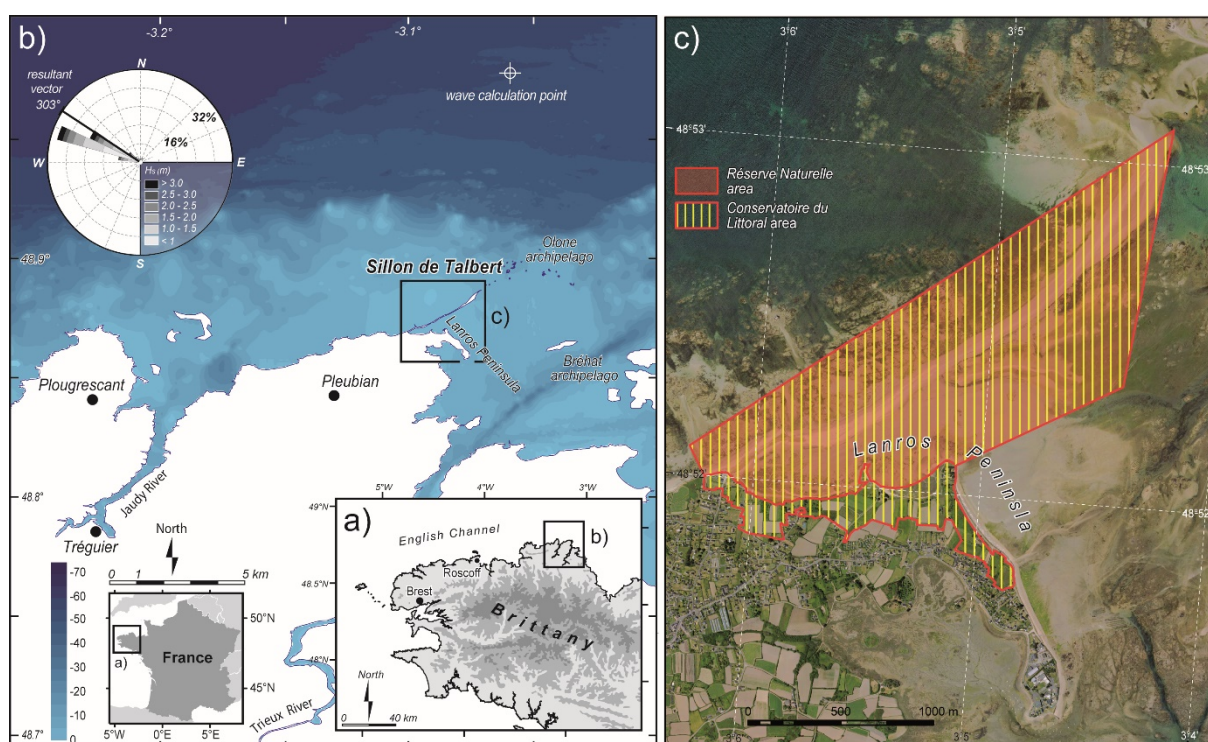 b)
-3.2°
-3.1°
resultant
vector
303°
N
32%
16%
W
E
S
Hs (m)
> 3.0
2.5 - 3.0
2.0 - 2.5
1.5 - 2.0
1.0 - 1.5
< 1
wave calculation point
48.9°
Olone
archipelago
Sillon de Talbert
c)
Lanros Peninsula
Bréhat
archipelago
Plougrescant
Pleubian
48.8°
Jaudy River
Tréguier
North
0
1
5 km
-70
-60
-50
-40
-30
-20
-10
0
50°N
a)
France
45°N
5°W
0°
5°E
Trieux River
48.7°
5°W
4°W
3°W
a)
49°N
English Channel
b)
Roscoff
48.5°N
Brest
Brittany
48°N
North
0
40 km
c)
3°6'
3°5'
48°53'
48°53
Réserve Naturelle
area
Conservatoire du
Littoral area
Lanros
Peninsla
48°52'
48°52
0
500
1000 m
3°6'
3°5'
3°4'